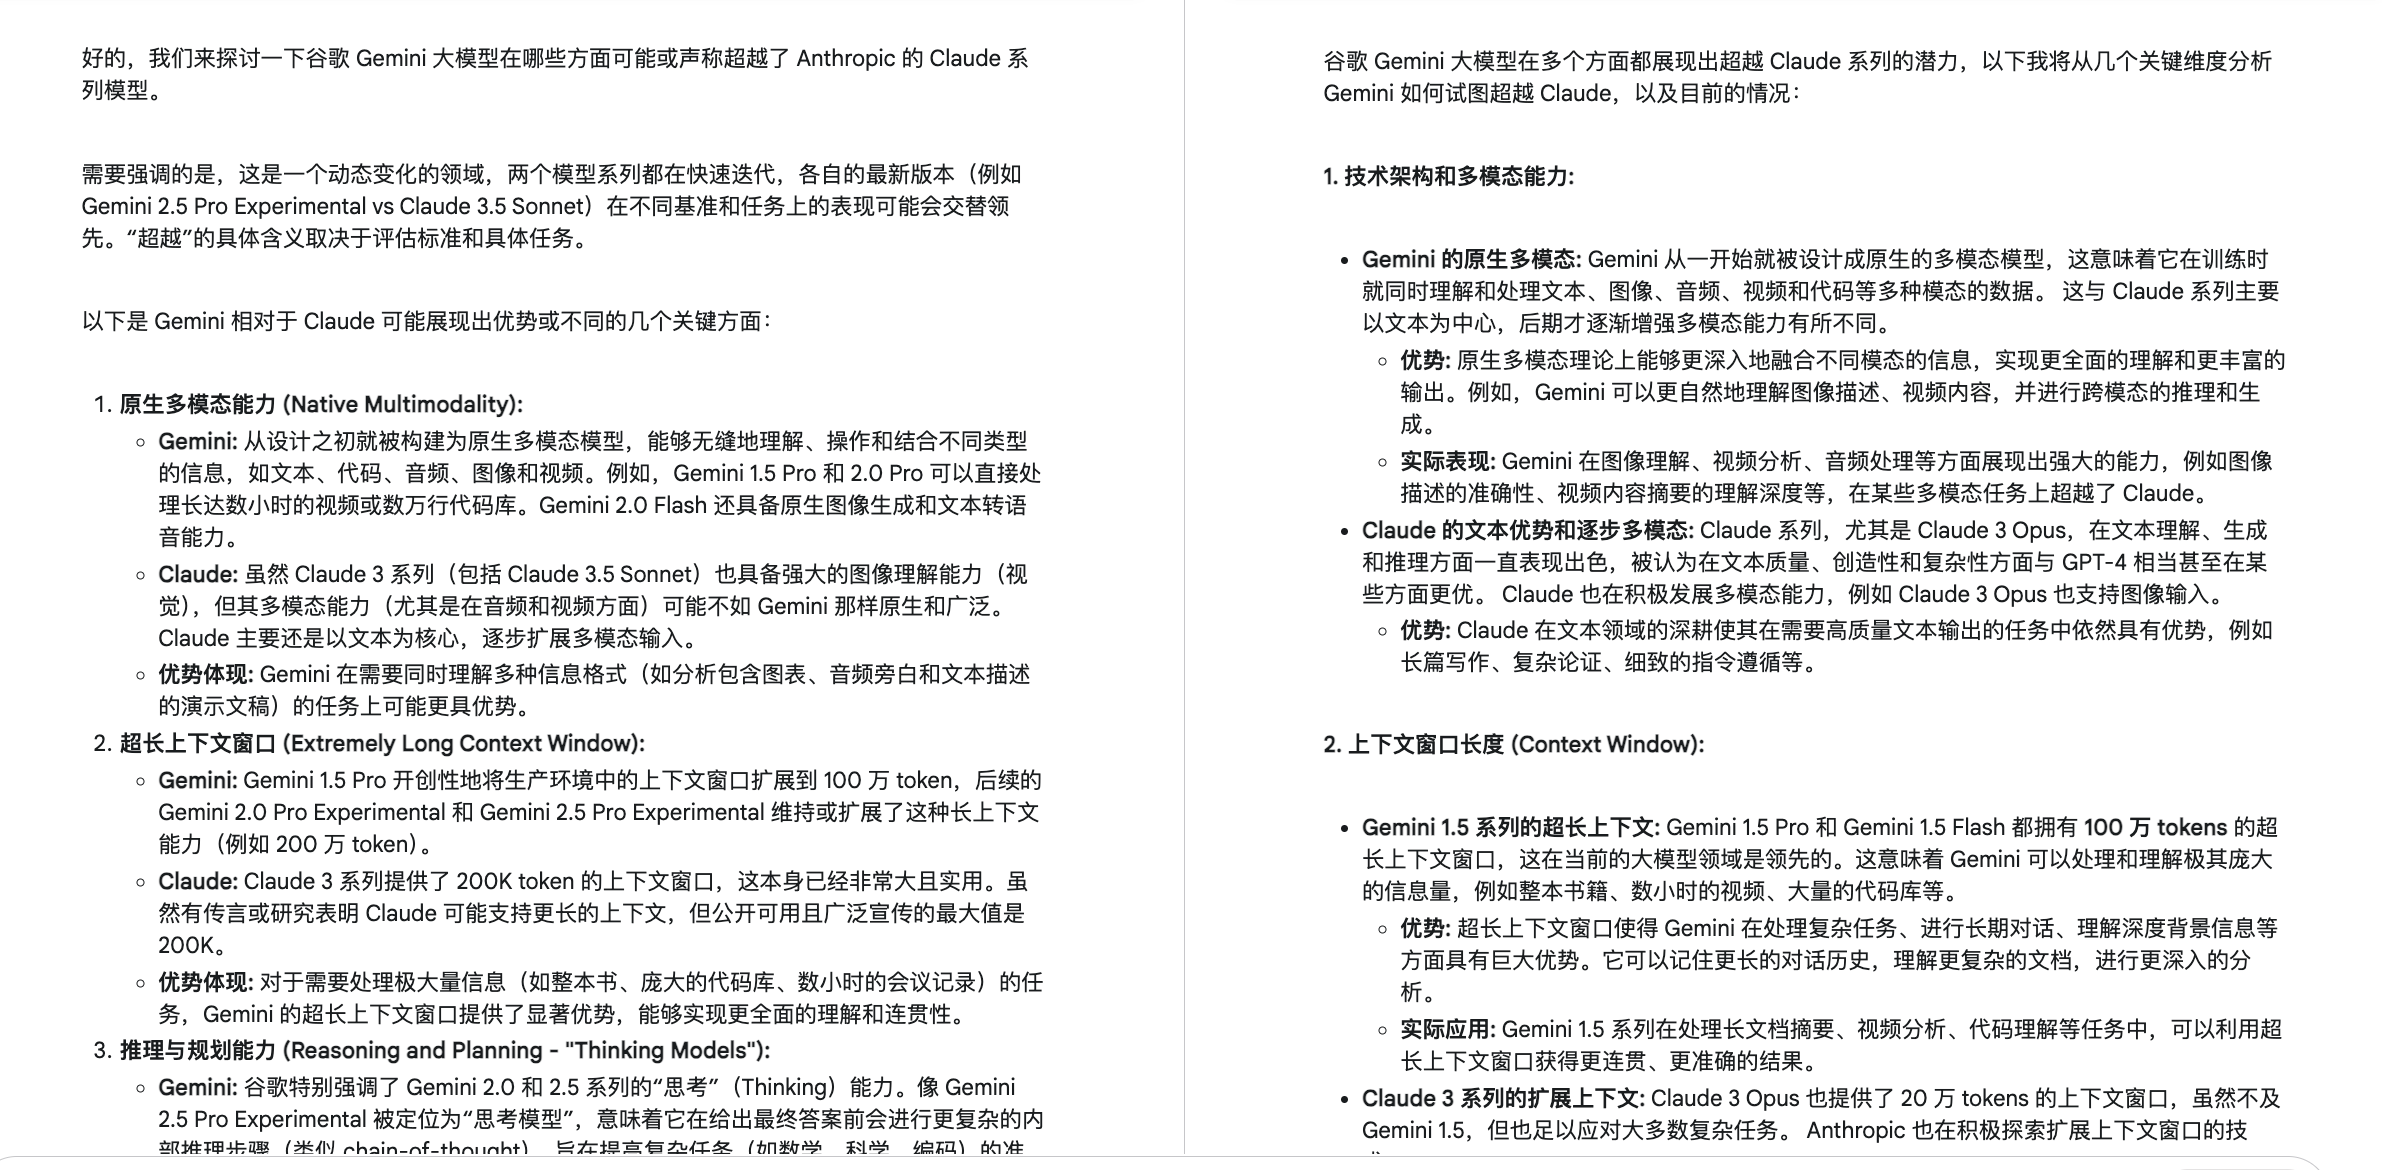 好的，我们来探讨一下谷歌 Gemini 大模型在哪些方面可能或声称超越了 Anthropic 的 Claude 系
列模型。
需要强调的是，这是一个动态变化的领域，两个模型系列都在快速迭代，各自的最新版本（例如
Gemini 2.5 Pro Experimental vs Claude 3.5 Sonnet）在不同基准和任务上的表现可能会交替领
先。“超越”的具体含义取决于评估标准和具体任务。
以下是 Gemini 相对于 Claude 可能展现出优势或不同的几个关键方面：
1. 原生多模态能力 (Native Multimodality):
○ Gemini: 从设计之初就被构建为原生多模态模型，能够无缝地理解、操作和结合不同类型
的信息，如文本、代码、音频、图像和视频。例如，Gemini 1.5 Pro 和 2.0 Pro 可以直接处
理长达数小时的视频或数万行代码库。Gemini 2.0 Flash 还具备原生图像生成和文本转语
音能力。
○ Claude: 虽然 Claude 3 系列（包括 Claude 3.5 Sonnet）也具备强大的图像理解能力（视
觉），但其多模态能力（尤其是在音频和视频方面）可能不如 Gemini 那样原生和广泛。
Claude 主要还是以文本为核心，逐步扩展多模态输入。
○ 优势体现: Gemini 在需要同时理解多种信息格式（如分析包含图表、音频旁白和文本描述
的演示文稿）的任务上可能更具优势。
2. 超长上下文窗口 (Extremely Long Context Window):
○ Gemini: Gemini 1.5 Pro 开创性地将生产环境中的上下文窗口扩展到 100 万 token，后续的
Gemini 2.0 Pro Experimental 和 Gemini 2.5 Pro Experimental 维持或扩展了这种长上下文
能力（例如 200 万 token）。
○ Claude: Claude 3 系列提供了 200K token 的上下文窗口，这本身已经非常大且实用。虽
然有传言或研究表明 Claude 可能支持更长的上下文，但公开可用且广泛宣传的最大值是
200K。
○ 优势体现: 对于需要处理极大量信息（如整本书、庞大的代码库、数小时的会议记录）的任
务，Gemini 的超长上下文窗口提供了显著优势，能够实现更全面的理解和连贯性。
3. 推理与规划能力 (Reasoning and Planning - "Thinking Models"):
○ Gemini: 谷歌特别强调了 Gemini 2.0 和 2.5 系列的“思考”（Thinking）能力。像 Gemini
2.5 Pro Experimental 被定位为“思考模型”，意味着它在给出最终答案前会进行更复杂的内
部推理步骤（类似 chain-of-thought），旨在提高复杂任务（如数学、科学、编码）的准
谷歌 Gemini 大模型在多个方面都展现出超越 Claude 系列的潜力，以下我将从几个关键维度分析
Gemini 如何试图超越 Claude，以及目前的情况：
1. 技术架构和多模态能力:
• Gemini 的原生多模态: Gemini 从一开始就被设计成原生的多模态模型，这意味着它在训练时
就同时理解和处理文本、图像、音频、视频和代码等多种模态的数据。 这与 Claude 系列主要
以文本为中心，后期才逐渐增强多模态能力有所不同。
○ 优势: 原生多模态理论上能够更深入地融合不同模态的信息，实现更全面的理解和更丰富的
输出。例如，Gemini 可以更自然地理解图像描述、视频内容，并进行跨模态的推理和生
成。
○ 实际表现: Gemini 在图像理解、视频分析、音频处理等方面展现出强大的能力，例如图像
描述的准确性、视频内容摘要的理解深度等，在某些多模态任务上超越了 Claude。
• Claude 的文本优势和逐步多模态: Claude 系列，尤其是 Claude 3 Opus，在文本理解、生成
和推理方面一直表现出色，被认为在文本质量、创造性和复杂性方面与 GPT-4 相当甚至在某
些方面更优。 Claude 也在积极发展多模态能力，例如 Claude 3 Opus 也支持图像输入。
○ 优势: Claude 在文本领域的深耕使其在需要高质量文本输出的任务中依然具有优势，例如
长篇写作、复杂论证、细致的指令遵循等。
2. 上下文窗口长度 (Context Window):
• Gemini 1.5 系列的超长上下文: Gemini 1.5 Pro 和 Gemini 1.5 Flash 都拥有 100 万 tokens 的超
长上下文窗口，这在当前的大模型领域是领先的。这意味着 Gemini 可以处理和理解极其庞大
的信息量，例如整本书籍、数小时的视频、大量的代码库等。
○ 优势: 超长上下文窗口使得 Gemini 在处理复杂任务、进行长期对话、理解深度背景信息等
方面具有巨大优势。它可以记住更长的对话历史，理解更复杂的文档，进行更深入的分
析。
○ 实际应用: Gemini 1.5 系列在处理长文档摘要、视频分析、代码理解等任务中，可以利用超
长上下文窗口获得更连贯、更准确的结果。
• Claude 3 系列的扩展上下文: Claude 3 Opus 也提供了 20 万 tokens 的上下文窗口，虽然不及
Gemini 1.5，但也足以应对大多数复杂任务。 Anthropic 也在积极探索扩展上下文窗口的技